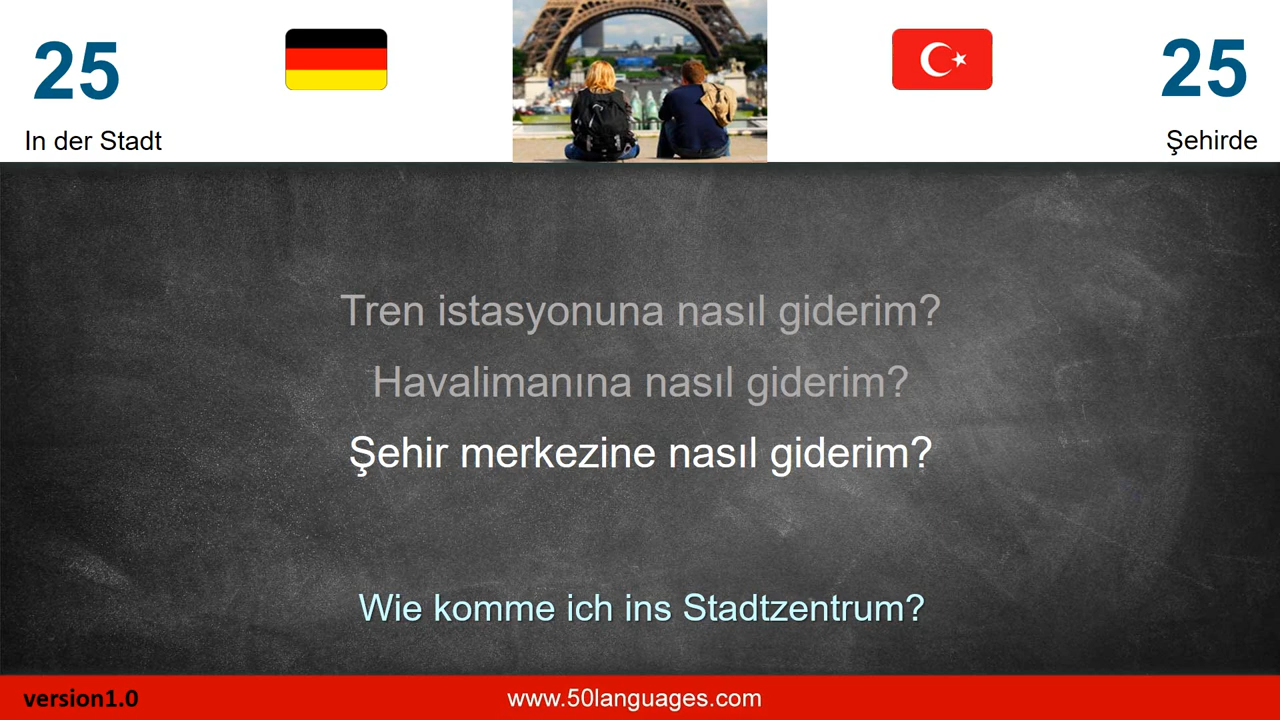 25
25
In der Stadt
Şehirde
Tren istasyonuna nasıl giderim?
Havalimanına nasıl giderim?
Şehir merkezine nasıl giderim?
Wie komme ich ins Stadtzentrum?
version1.0
www.50languages.com